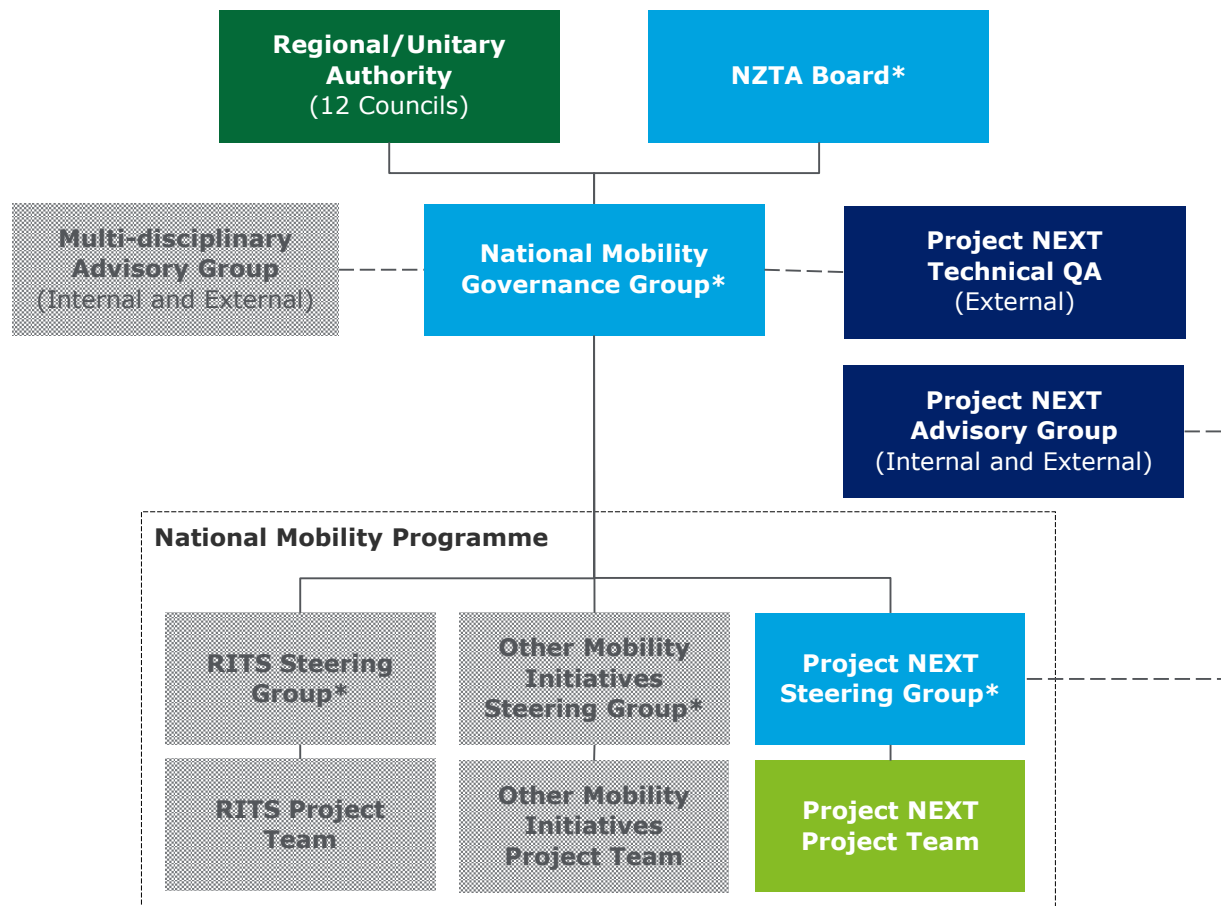 Regional/Unitary
Authority
(12 Councils)
NZTA Board*
Multi-disciplinary
Advisory Group
(Internal and External)
National Mobility
Governance Group*
Project NEXT
Technical QA
(External)
Project NEXT
Advisory Group
(Internal and External)
National Mobility Programme
RITS Steering
Group*
Other Mobility
Initiatives
Steering Group*
Project NEXT
Steering Group*
RITS Project
Team
Other Mobility
Initiatives
Project Team
Project NEXT
Project Team